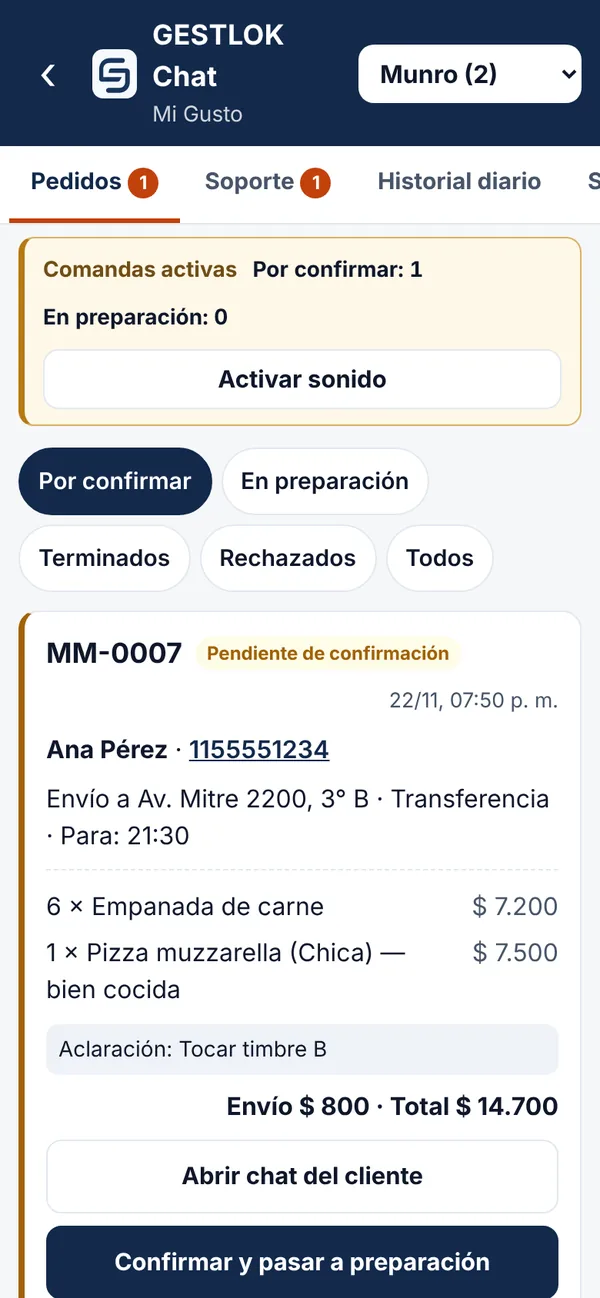 GESTLOK
Chat
Mi Gusto
Munro (2)
Pedidos 1
Soporte 1
Historial diario
S
Comandas activas Por confirmar: 1
En preparación: 0
Activar sonido
Por confirmar
En preparación
Terminados
Rechazados
Todos
MM-0007 Pendiente de confirmación
22/11, 07:50 p. m.
Ana Pérez · 1155551234
Envío a Av. Mitre 2200, 3° B · Transferencia
· Para: 21:30
6 × Empanada de carne $ 7.200
1 × Pizza muzzarella (Chica) — $ 7.500
bien cocida
Aclaración: Tocar timbre B
Envío $ 800 · Total $ 14.700
Abrir chat del cliente
Confirmar y pasar a preparación